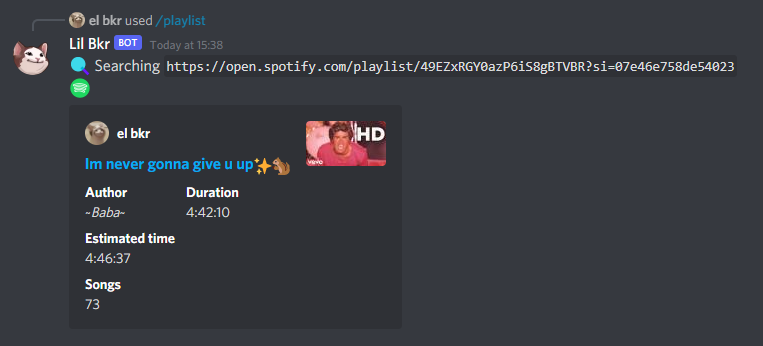 el bkr used /playlist
Lil Bkr BOT Today at 15:38
Searching https://open.spotify.com/playlist/49EZxRGY0azP6iS8gBTVBR?si=07e46e758de54023
el bkr
HD
vevo
Im never gonna give u up✨🐿️
Author Duration
~Baba~ 4:42:10
Estimated time
4:46:37
Songs
73